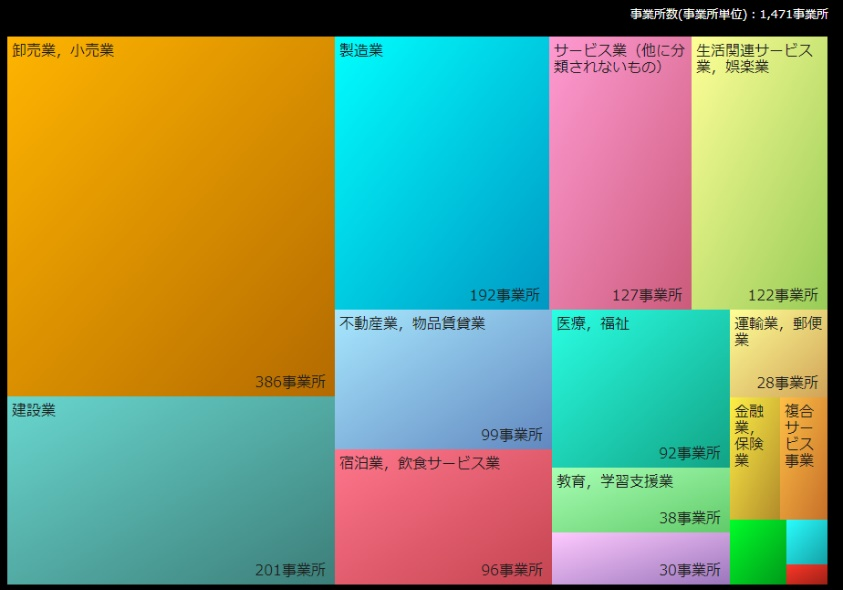 事業所数(事業所単位)：1,471事業所
卸売業，小売業
386事業所
建設業
201事業所
製造業
192事業所
サービス業（他に分
類されないもの）
127事業所
生活関連サービス
業，娯楽業
122事業所
不動産業，物品賃貸業
99事業所
宿泊業，飲食サービス業
96事業所
医療，福祉
92事業所
教育，学習支援業
38事業所
30事業所
運輸業，郵便
業
28事業所
金融
業，
保険
業
複合
サー
ビス
事業